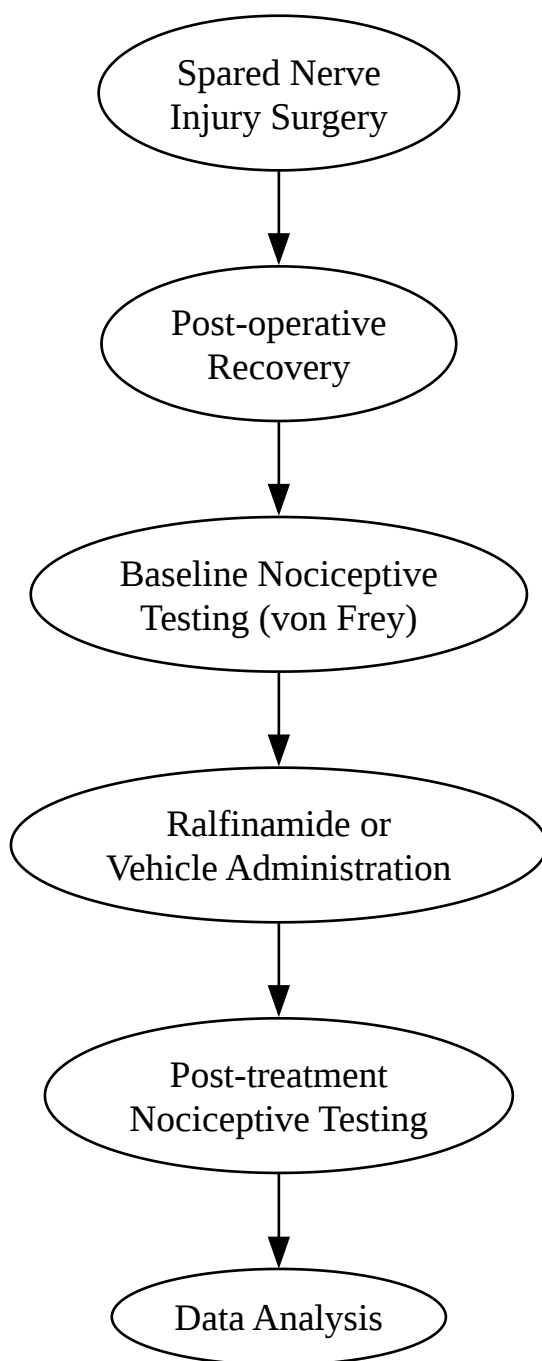 Spared Nerve
Injury Surgery
Post-operative
Recovery
Baseline Nociceptive
Testing (von Frey)
Ralfinamide or
Vehicle Administration
Post-treatment
Nociceptive Testing
Data Analysis